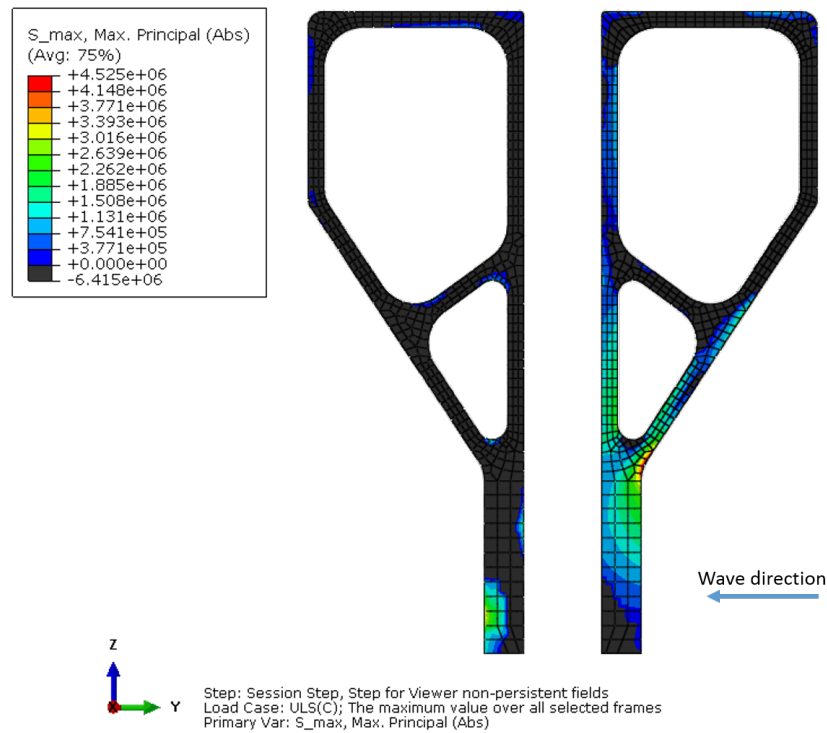 S_max, Max. Principal (Abs)
(Avg: 75%)
+4.525e+06
+4.148e+06
+3.771e+06
+3.393e+06
+3.016e+06
+2.639e+06
+2.262e+06
+1.885e+06
+1.508e+06
+1.131e+06
+7.541e+05
+3.771e+05
+0.000e+00
-6.415e+06
Wave direction
Z
Y
X
Step: Session Step, Step for Viewer non-persistent fields
Load Case: ULS(C); The maximum value over all selected frames
Primary Var: S_max, Max. Principal (Abs)